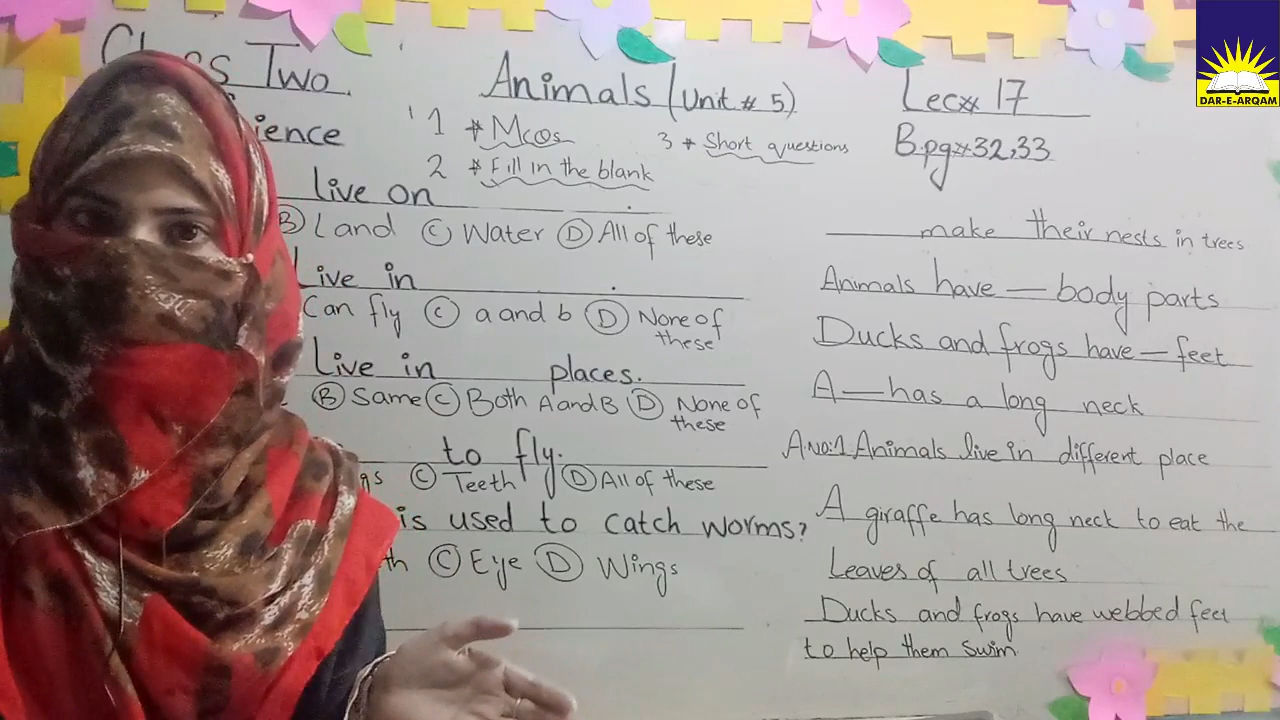 Two
Animals (Unit # 5)
Lec# 17
ience
1 * Mcqs
3 * Short questions
B.pg#32,33
2 * Fill in the blank
live on
B Land C Water D All of these
Live in
Can fly C a and b D None of these
Live in places.
B Same C Both A and B D None of these
to fly.
gs C Teeth D All of these
is used to catch worms?
th C Eye D Wings
make their nests in trees
Animals have — body parts
Ducks and frogs have — feet
A — has a long neck
A.no:1 Animals live in different place
A giraffe has long neck to eat the
Leaves of all trees
Ducks and frogs have webbed feet
to help them swim
DAR-E-ARQAM